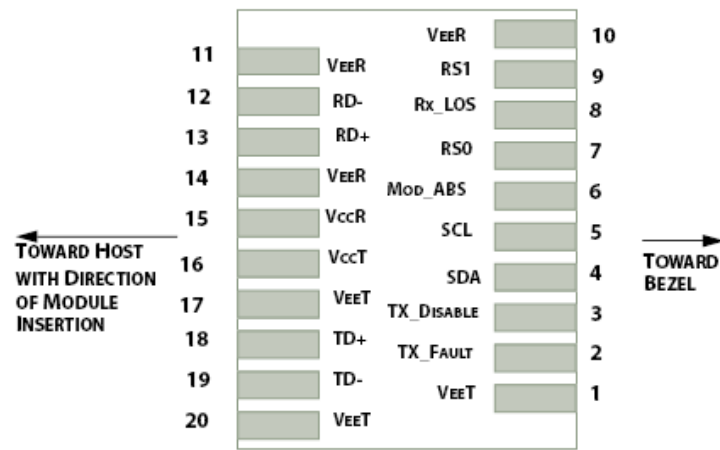 VEER
10
11
VEER
RS1
9
12
RD-
Rx_LOS
8
13
RD+
RS0
7
14
VEER
MOD_ABS
6
15
VCCR
SCL
5
TOWARD HOST
WITH DIRECTION
OF MODULE
INSERTION
16
VCCT
SDA
4
TOWARD
BEZEL
17
VEET
TX_DISABLE
3
18
TD+
TX_FAULT
2
19
TD-
VEET
1
20
VEET